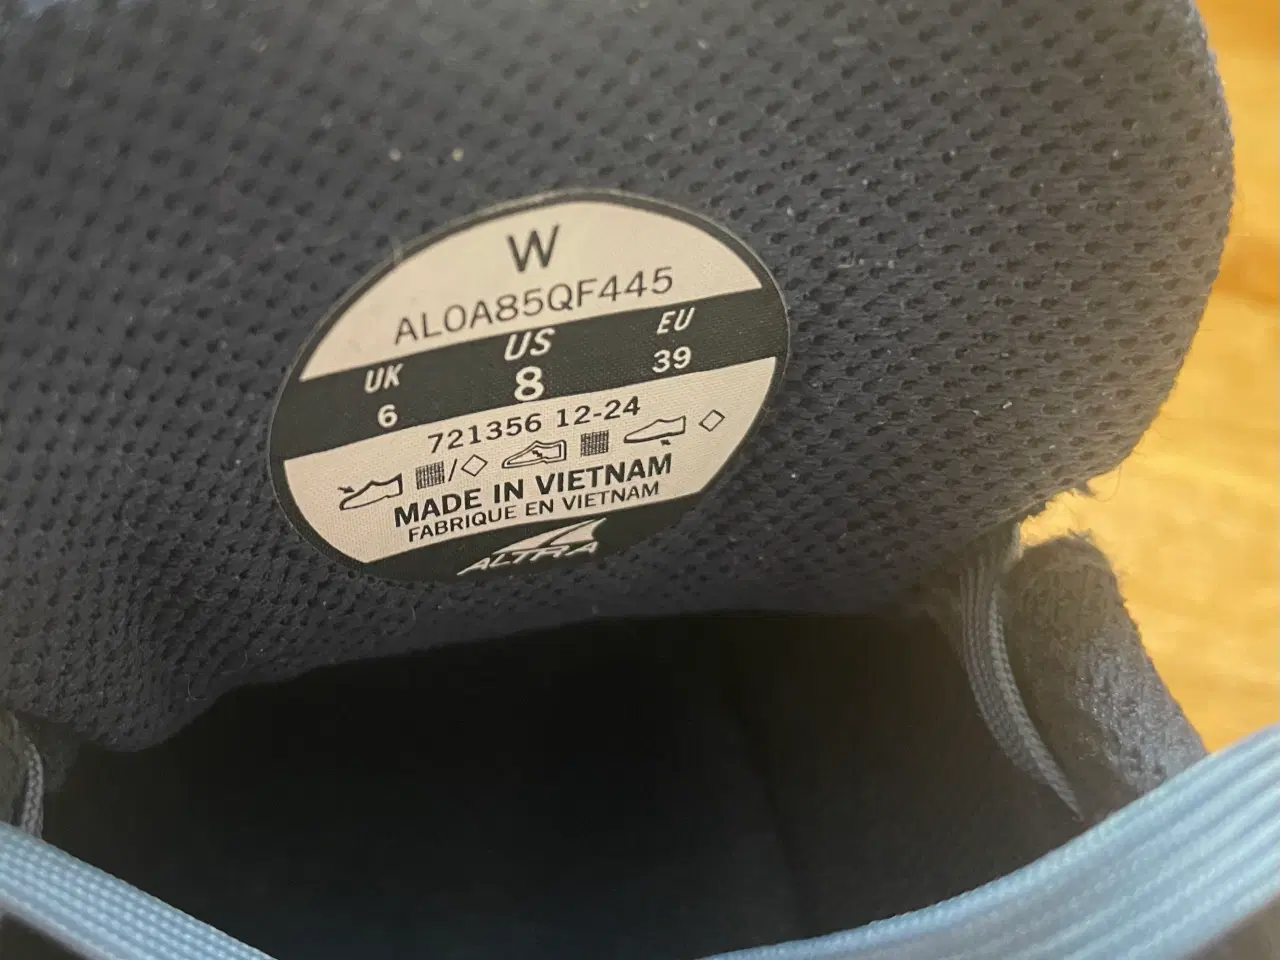 W
AL0A85QF445
UK US EU
6 8 39
721356 12-24
MADE IN VIETNAM
FABRIQUE EN VIETNAM
ALTRA